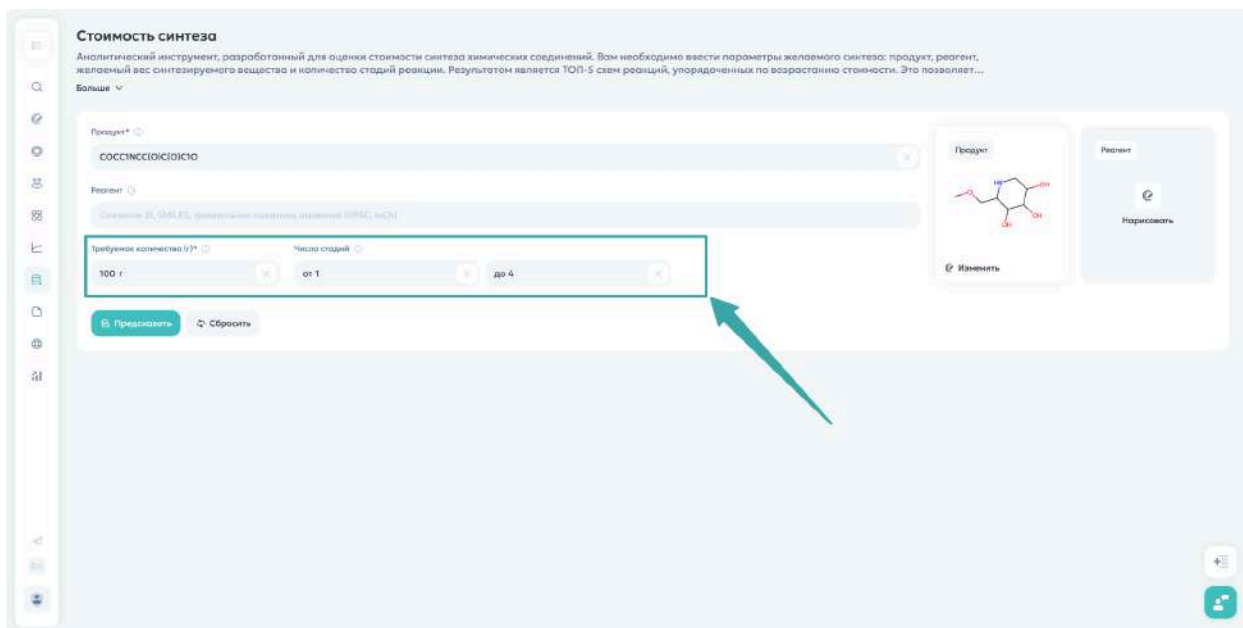 Стоимость синтеза
Аналитический инструмент, разработанный для оценки стоимости синтеза химических соединений. Вам необходимо ввести параметры желаемого синтеза: продукт, реагент,
желаемый вес синтезируемого вещества и количество стадий реакции. Результатом является ТОП-5 схем реакций, упорядоченных по возрастанию стоимости. Это позволяет...
Больше
Продукт*
COCC1NCC(O)C(O)C1O
Реагент
Требуемое количество (г)* Число стадий
100 г от 1 до 4
Предсказать Сбросить
Продукт
HN OH
OH OH
Изменить
Реагент
Нарисовать